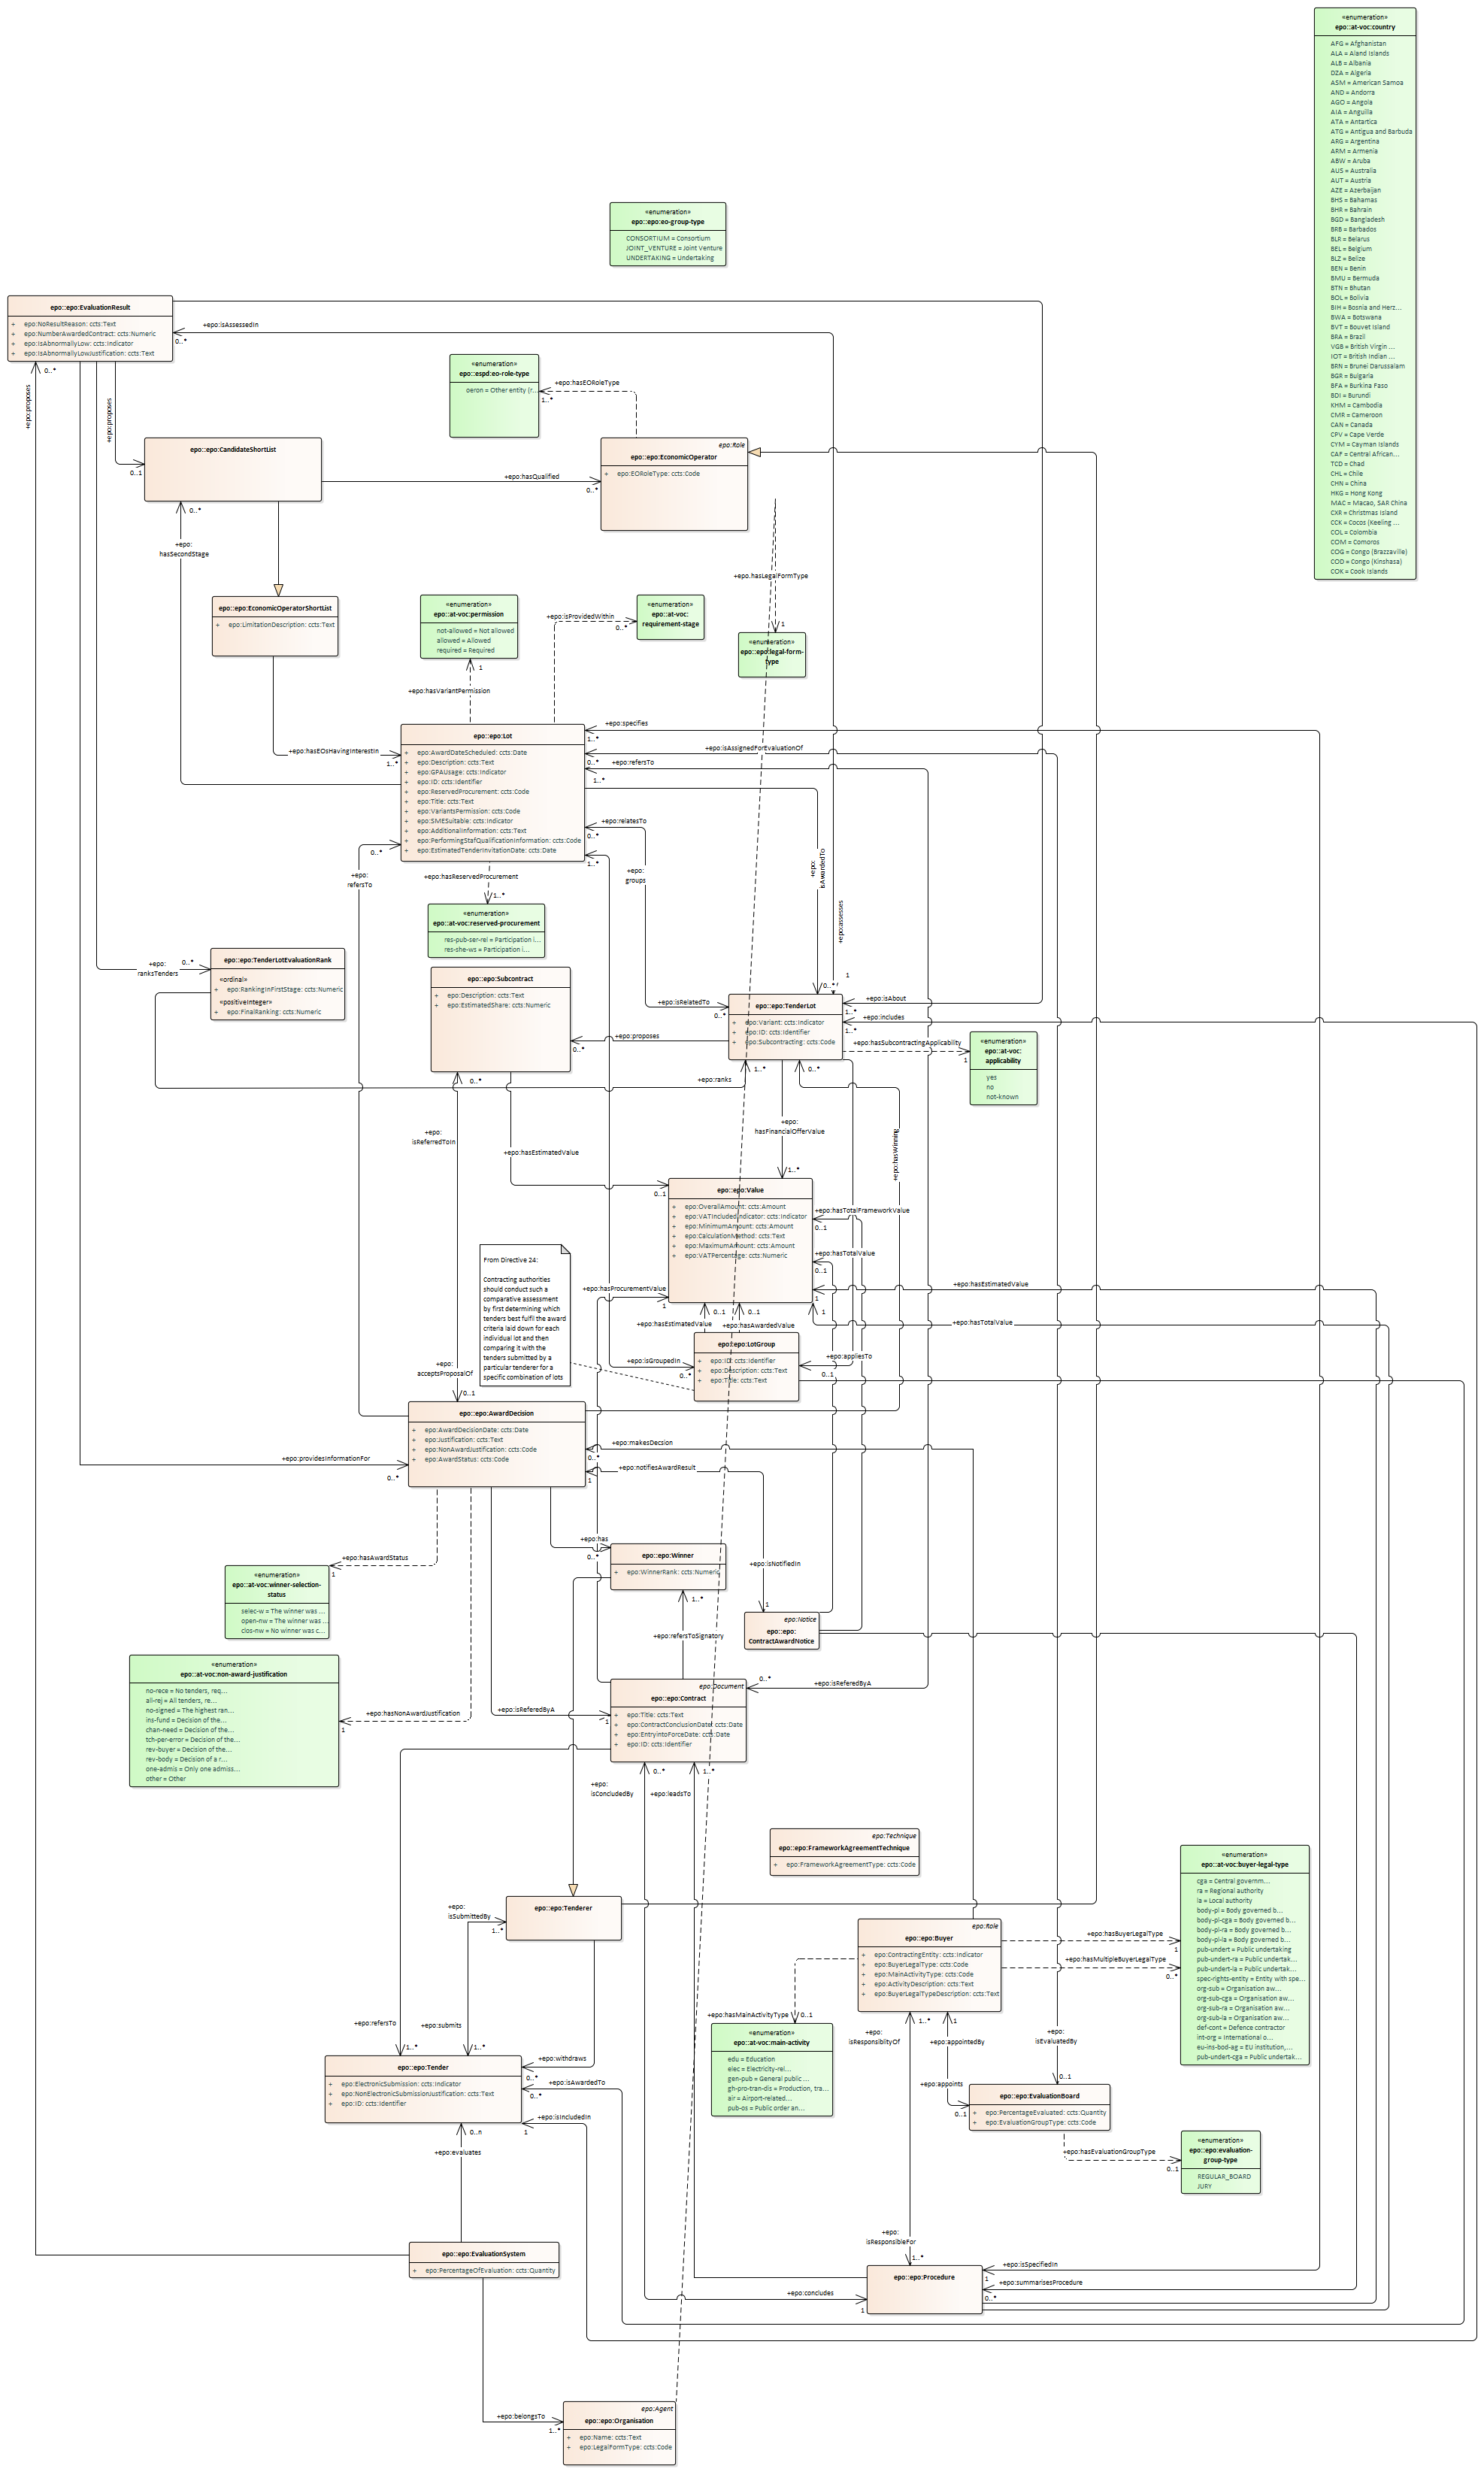 «enumeration»
epo::at-voc:country
AFG = Afghanistan
ALA = Aland Islands
ALB = Albania
DZA = Algeria
ASM = American Samoa
AND = Andorra
AGO = Angola
AIA = Anguilla
ATA = Antartica
ATG = Antigua and Barbuda
ARG = Argentina
ARM = Armenia
ABW = Aruba
AUS = Australia
AUT = Austria
AZE = Azerbaijan
BHS = Bahamas
BHR = Bahrain
BGD = Bangladesh
BRB = Barbados
BLR = Belarus
BEL = Belgium
BLZ = Belize
BEN = Benin
BMU = Bermuda
BTN = Bhutan
BOL = Bolivia
BIH = Bosnia and Herz...
BWA = Botswana
BVT = Bouvet Island
BRA = Brazil
VGB = British Virgin ...
IOT = British Indian ...
BRN = Brunei Darussalam
BGR = Bulgaria
BFA = Burkina Faso
BDI = Burundi
KHM = Cambodia
CMR = Cameroon
CAN = Canada
CPV = Cape Verde
CYM = Cayman Islands
CAF = Central African...
TCD = Chad
CHL = Chile
CHN = China
HKG = Hong Kong
MAC = Macao, SAR China
CXR = Christmas Island
CCK = Cocos (Keeling ...
COL = Colombia
COM = Comoros
COG = Congo (Brazzaville)
COD = Congo (Kinshasa)
COK = Cook Islands
«enumeration»
epo::epo:eo-group-type
CONSORTIUM = Consortium
JOINT_VENTURE = Joint Venture
UNDERTAKING = Undertaking
epo::epo:EvaluationResult
+ epo:NoResultReason: ccts:Text
+ epo:NumberAwardedContract: ccts:Numeric
+ epo:IsAbnormallyLow: ccts:Indicator
+ epo:IsAbnormallyLowJustification: ccts:Text
+epo:isAssessedIn
0..*
0..*
+epo:proposes
+epo:proposes
0..1
«enumeration»
epo::espd:eo-role-type
oeron = Other entity (r...
+epo:hasEORoleType
1..*
epo::epo:CandidateShortList
epo:Role
epo::epo:EconomicOperator
+ epo:EORoleType: ccts:Code
+epo:hasQualified
0..*
0..*
+epo:
hasSecondStage
+epo.hasLegalFormType
1
epo::epo:EconomicOperatorShortList
+ epo:LimitationDescription: ccts:Text
«enumeration»
epo::at-voc:permission
not-allowed = Not allowed
allowed = Allowed
required = Required
+epo:isProvidedWithin
0..*
«enumeration»
epo::at-voc:
requirement-stage
«enumeration»
epo::epo:legal-form-
type
1
+epo:hasVariantPermission
+epo:hasEOsHavingInterestIn
1..*
epo::epo:Lot
+ epo:AwardDateScheduled: ccts:Date
+ epo:Description: ccts:Text
+ epo:GPAUsage: ccts:Indicator
+ epo:ID: ccts:Identifier
+ epo:ReservedProcurement: ccts:Code
+ epo:Title: ccts:Text
+ epo:VariantsPermission: ccts:Code
+ epo:SMESuitable: ccts:Indicator
+ epo:AdditionalInformation: ccts:Text
+ epo:PerformingStafQualificationInformation: ccts:Code
+ epo:EstimatedTenderInvitationDate: ccts:Date
+epo:specifies
1..*
+epo:isAssignedForEvaluationOf
0..*
+epo:refersTo
1..*
+epo:relatesTo
0..*
1..*
+epo:
groups
+epo:
isAwardedTo
+epo:assesses
0..*
+epo:
refersTo
+epo:hasReservedProcurement
1..*
«enumeration»
epo::at-voc:reserved-procurement
res-pub-ser-rel = Participation i...
res-she-ws = Participation i...
+epo:
ranksTenders
0..*
epo::epo:TenderLotEvaluationRank
«ordinal»
+ epo:RankingInFirstStage: ccts:Numeric
«positiveInteger»
+ epo:FinalRanking: ccts:Numeric
epo::epo:Subcontract
+ epo:Description: ccts:Text
+ epo:EstimatedShare: ccts:Numeric
+epo:isRelatedTo
0..*
0..*
1
epo::epo:TenderLot
+ epo:Variant: ccts:Indicator
+ epo:ID: ccts:Identifier
+ epo:Subcontracting: ccts:Code
+epo:isAbout
1..*
+epo:includes
1..*
+epo:proposes
0..*
+epo:hasSubcontractingApplicability
1
«enumeration»
epo::at-voc:
applicability
yes
no
not-known
+epo:ranks
1..*
0..*
0..*
+epo:
isReferredToIn
+epo:hasEstimatedValue
0..1
+epo:
hasFinancialOfferValue
1..*
+epo:hasWinning
epo::epo:Value
+ epo:OverallAmount: ccts:Amount
+ epo:VATIncludedIndicator: ccts:Indicator
+ epo:MinimumAmount: ccts:Amount
+ epo:CalculationMethod: ccts:Text
+ epo:MaximumAmount: ccts:Amount
+ epo:VATPercentage: ccts:Numeric
+epo:hasTotalFrameworkValue
0..1
+epo:hasTotalValue
0..1
+epo:hasEstimatedValue
1
+epo:hasTotalValue
1
+epo:hasProcurementValue
1
From Directive 24:
Contracting authorities
should conduct such a
comparative assessment
by first determining which
tenders best fulfil the award
criteria laid down for each
individual lot and then
comparing it with the
tenders submitted by a
particular tenderer for a
specific combination of lots
0..1
0..1
+epo:hasEstimatedValue
+epo:hasAwardedValue
epo::epo:LotGroup
+ epo:ID: ccts:Identifier
+ epo:Description: ccts:Text
+ epo:Title: ccts:Text
+epo:isGroupedIn
0..*
+epo:appliesTo
0..1
+epo:
acceptsProposalOf
0..1
epo::epo:AwardDecision
+ epo:AwardDecisionDate: ccts:Date
+ epo:Justification: ccts:Text
+ epo:NonAwardJustification: ccts:Code
+ epo:AwardStatus: ccts:Code
+epo:providesInformationFor
0..*
+epo:makesDecsion
0..*
+epo:notifiesAwardResult
1
+epo:has
0..*
epo::epo:Winner
+ epo:WinnerRank: ccts:Numeric
+epo:hasAwardStatus
1
«enumeration»
epo::at-voc:winner-selection-
status
selec-w = The winner was ...
open-nw = The winner was ...
clos-nw = No winner was c...
+epo:isNotifiedIn
1
epo:Notice
epo::epo:
ContractAwardNotice
1..*
+epo:refersToSignatory
«enumeration»
epo::at-voc:non-award-justification
no-rece = No tenders, req...
all-rej = All tenders, re...
no-signed = The highest ran...
ins-fund = Decision of the...
chan-need = Decision of the...
tch-per-error = Decision of the...
rev-buyer = Decision of the...
rev-body = Decision of a r...
one-admis = Only one admiss...
other = Other
+epo:hasNonAwardJustification
1
+epo:isReferedByA
1
epo:Document
epo::epo:Contract
+ epo:Title: ccts:Text
+ epo:ContractConclusionDate: ccts:Date
+ epo:EntryintoForceDate: ccts:Date
+ epo:ID: ccts:Identifier
0..*
+epo:isReferedByA
0..*
1..*
+epo:
isConcludedBy
+epo:leadsTo
epo:Technique
epo::epo:FrameworkAgreementTechnique
+ epo:FrameworkAgreementType: ccts:Code
«enumeration»
epo::at-voc:buyer-legal-type
cga = Central governm...
ra = Regional authority
la = Local authority
body-pl = Body governed b...
body-pl-cga = Body governed b...
body-pl-ra = Body governed b...
body-pl-la = Body governed b...
pub-undert = Public undertaking
pub-undert-ra = Public undertak...
pub-undert-la = Public undertak...
spec-rights-entity = Entity with spe...
org-sub = Organisation aw...
org-sub-cga = Organisation aw...
org-sub-ra = Organisation aw...
org-sub-la = Organisation aw...
def-cont = Defence contractor
int-org = International o...
eu-ins-bod-ag = EU institution,...
pub-undert-cga = Public undertak...
epo::epo:Tenderer
+epo:
isSubmittedBy
1..*
epo:Role
epo::epo:Buyer
+ epo:ContractingEntity: ccts:Indicator
+ epo:BuyerLegalType: ccts:Code
+ epo:MainActivityType: ccts:Code
+ epo:ActivityDescription: ccts:Text
+ epo:BuyerLegalTypeDescription: ccts:Text
+epo:hasBuyerLegalType
1
+epo:hasMultipleBuyerLegalType
0..*
+epo:hasMainActivityType
0..1
«enumeration»
epo::at-voc:main-activity
edu = Education
elec = Electricity-rel...
gen-pub = General public ...
gh-pro-tran-dis = Production, tra...
air = Airport-related...
pub-os = Public order an...
1..*
+epo:
isResponsiblityOf
1
+epo:appointedBy
+epo:appoints
0..1
+epo:
isEvaluatedBy
0..1
epo::epo:EvaluationBoard
+ epo:PercentageEvaluated: ccts:Quantity
+ epo:EvaluationGroupType: ccts:Code
+epo:hasEvaluationGroupType
0..1
«enumeration»
epo::epo:evaluation-
group-type
REGULAR_BOARD
JURY
+epo:refersTo
1..*
+epo:submits
1..*
epo::epo:Tender
+ epo:ElectronicSubmission: ccts:Indicator
+ epo:NonElectronicSubmissionJustification: ccts:Text
+ epo:ID: ccts:Identifier
+epo:withdraws
0..*
+epo:isAwardedTo
0..*
+epo:isIncludedIn
1
0..n
+epo:evaluates
epo::epo:EvaluationSystem
+ epo:PercentageOfEvaluation: ccts:Quantity
+epo:
isResponsibleFor
1..*
epo::epo:Procedure
+epo:isSpecifiedIn
1
+epo:summarisesProcedure
0..*
+epo:concludes
1
+epo:belongsTo
1..*
epo:Agent
epo::epo:Organisation
+ epo:Name: ccts:Text
+ epo:LegalFormType: ccts:Code